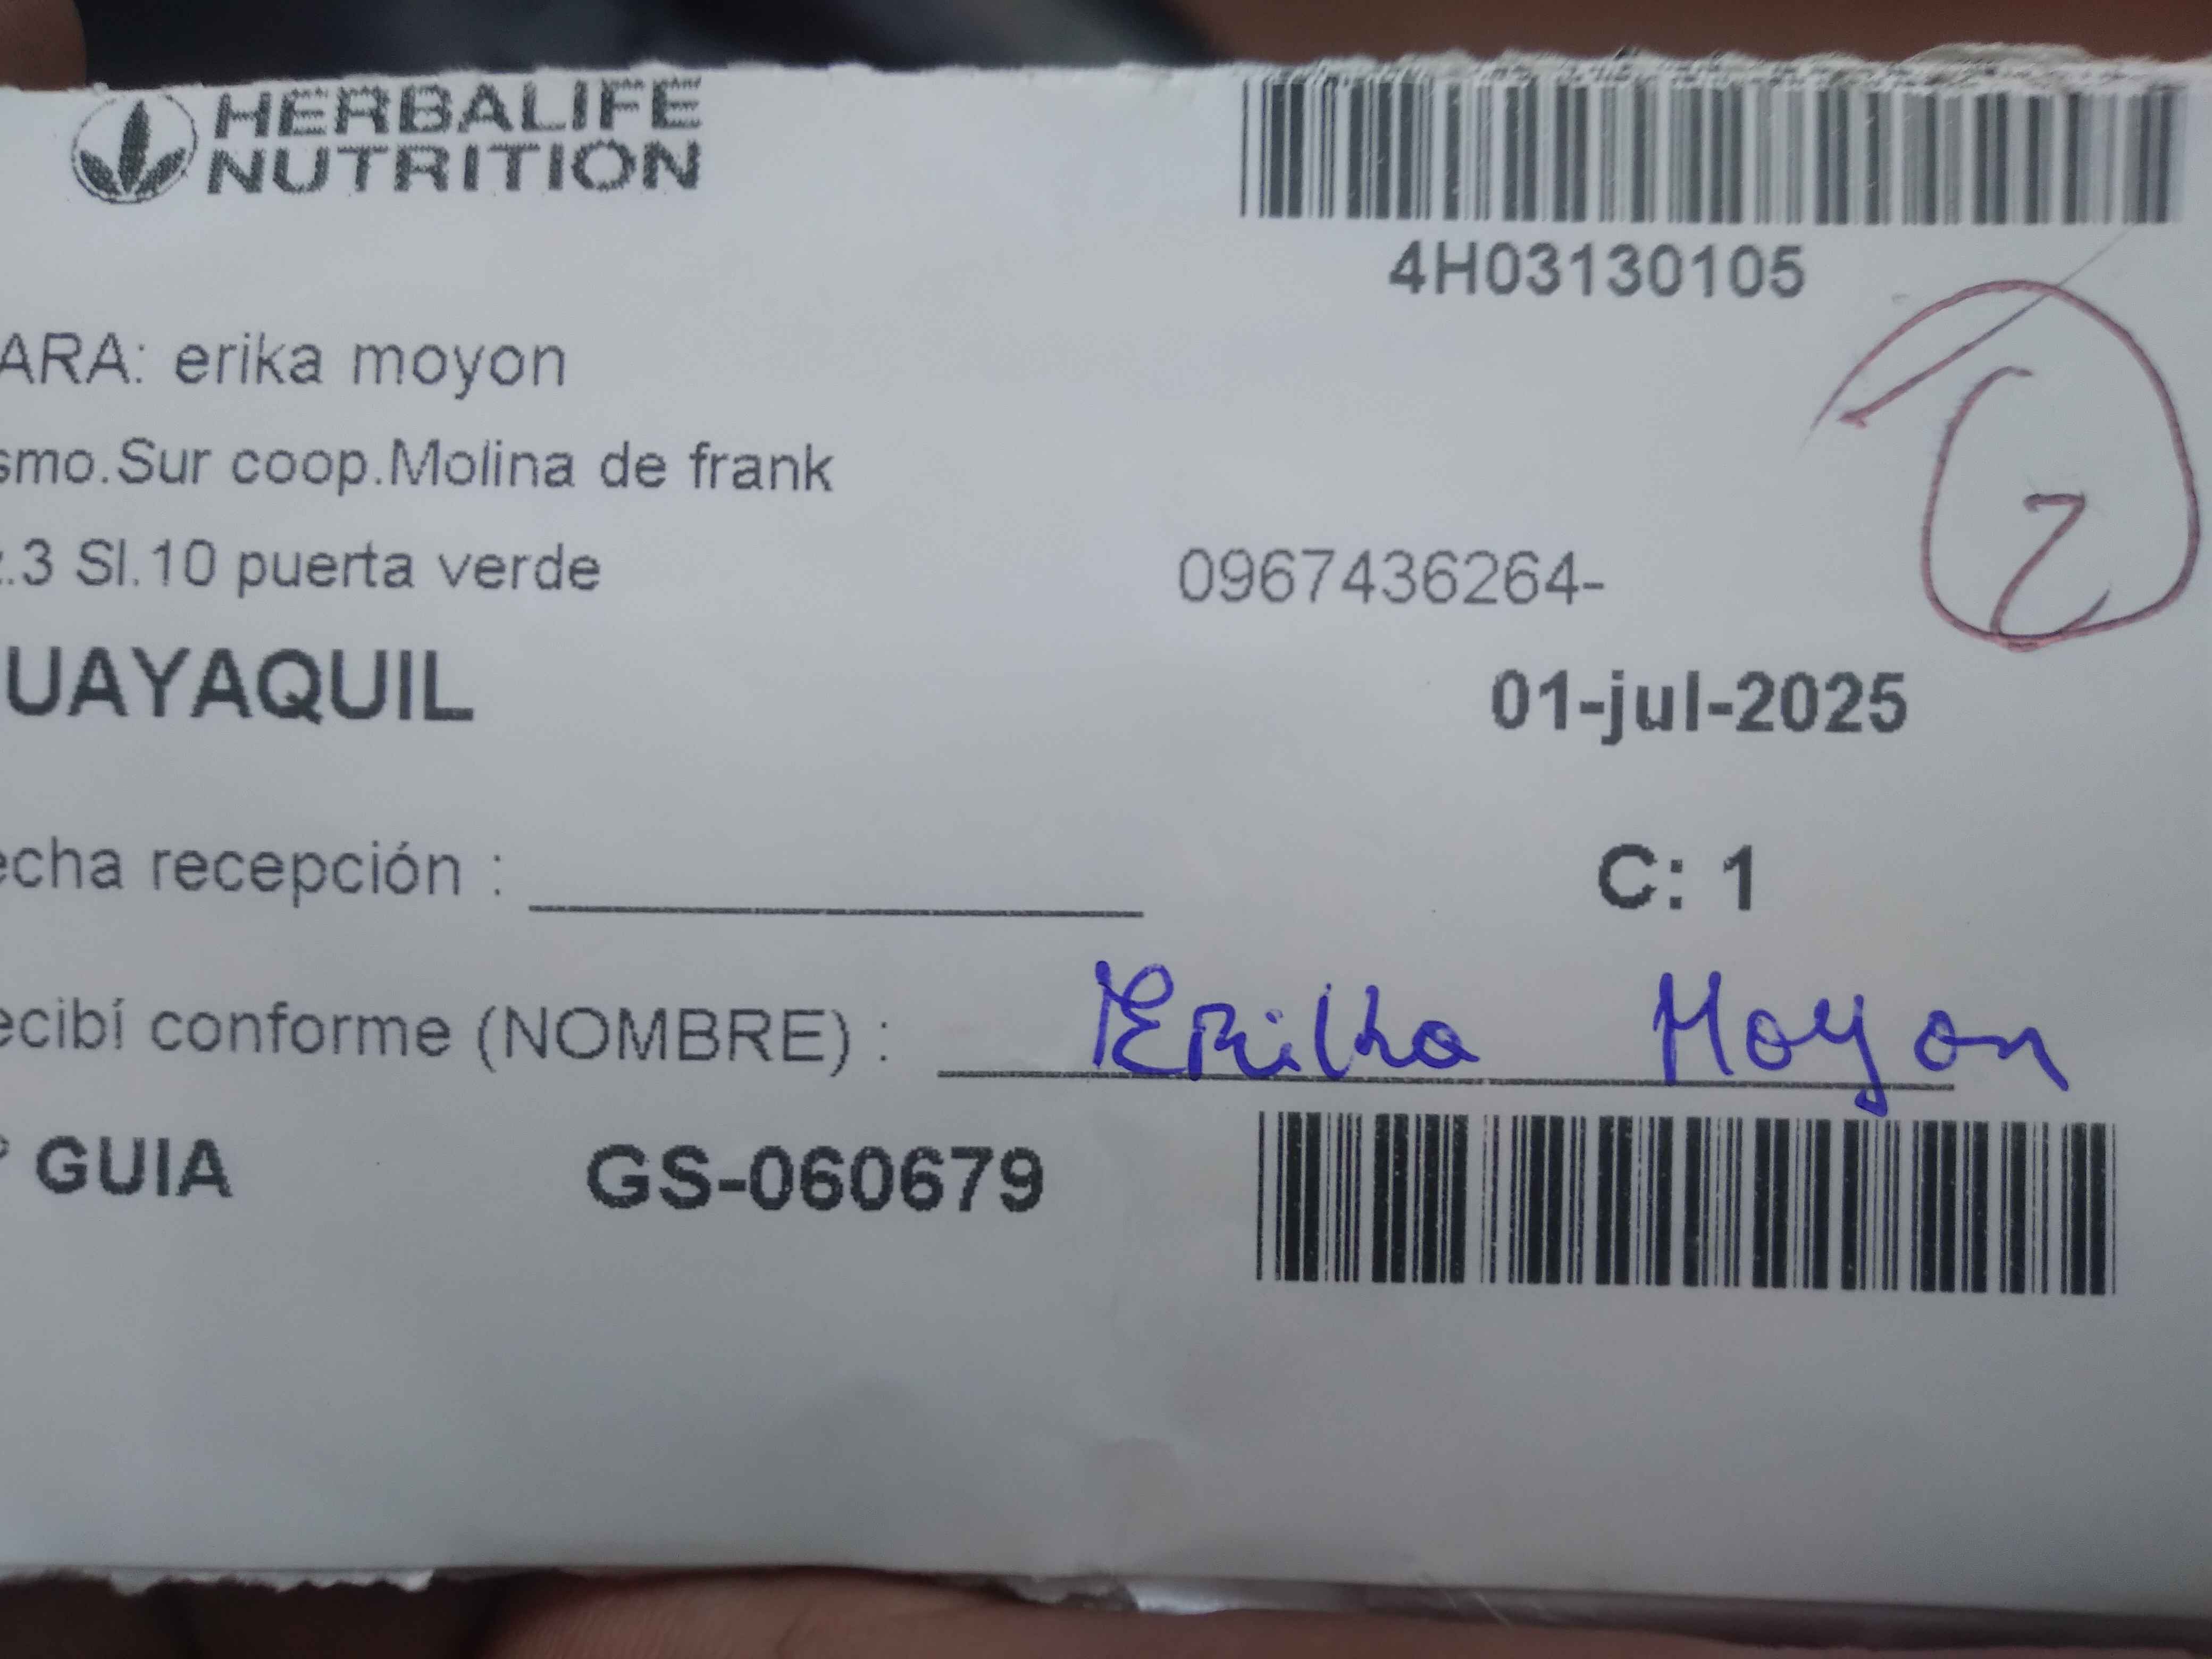 HERBALIFE
NUTRITION
4H03130105
ARA: erika moyon
smo.Sur coop.Molina de frank
.3 Sl.10 puerta verde
0967436264-
UAYAQUIL
01-jul-2025
echa recepción :
C: 1
ecibí conforme (NOMBRE) : Erika Moyon
° GUIA GS-060679